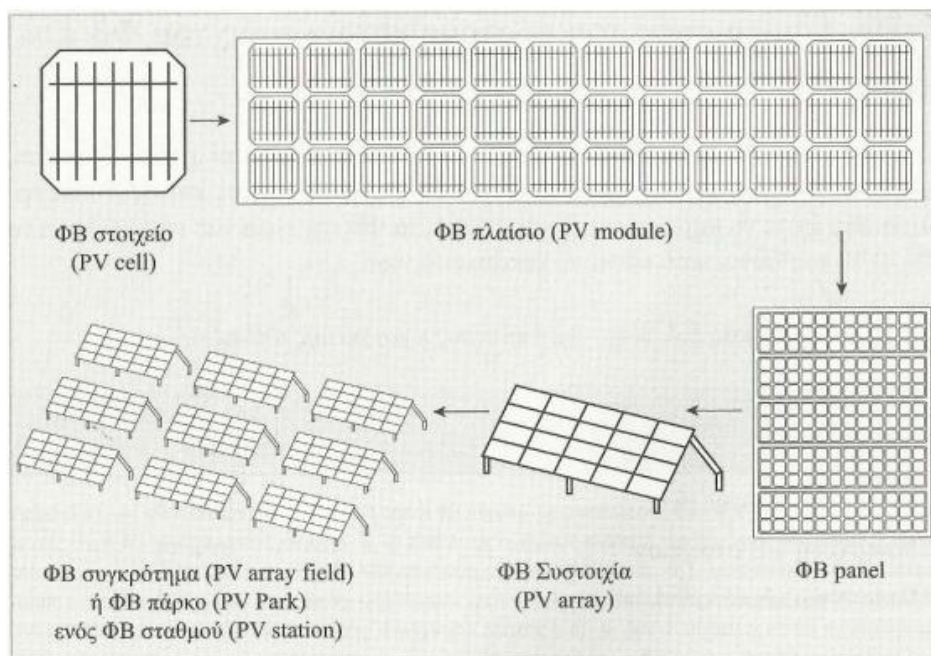 ΦΒ στοιχείο
(PV cell)
ΦΒ πλαίσιο (PV module)
ΦΒ συγκρότημα (PV array field)
ή ΦΒ πάρκο (PV Park)
ενός ΦΒ σταθμού (PV station)
ΦΒ Συστοιχία
(PV array)
ΦΒ panel